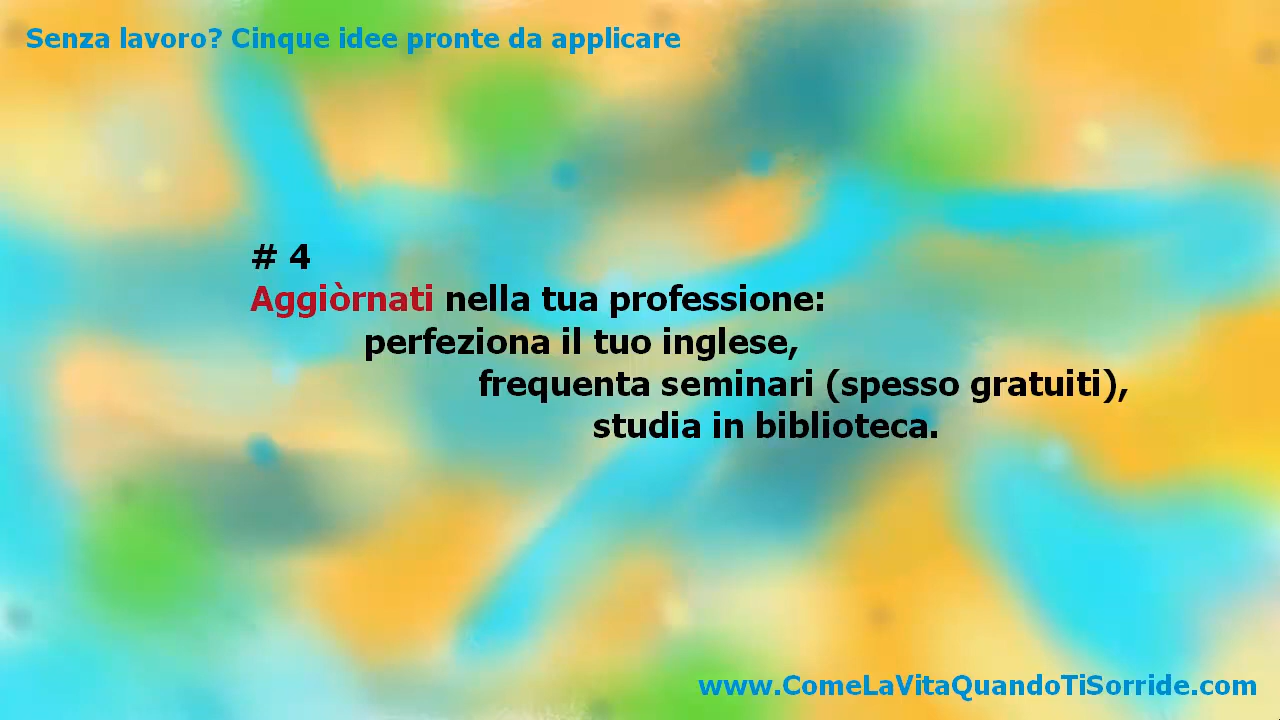 Senza lavoro? Cinque idee pronte da applicare
# 4
Aggiòrnati nella tua professione:
perfeziona il tuo inglese,
frequenta seminari (spesso gratuiti),
studia in biblioteca.
www.ComeLaVitaQuandoTiSorride.com